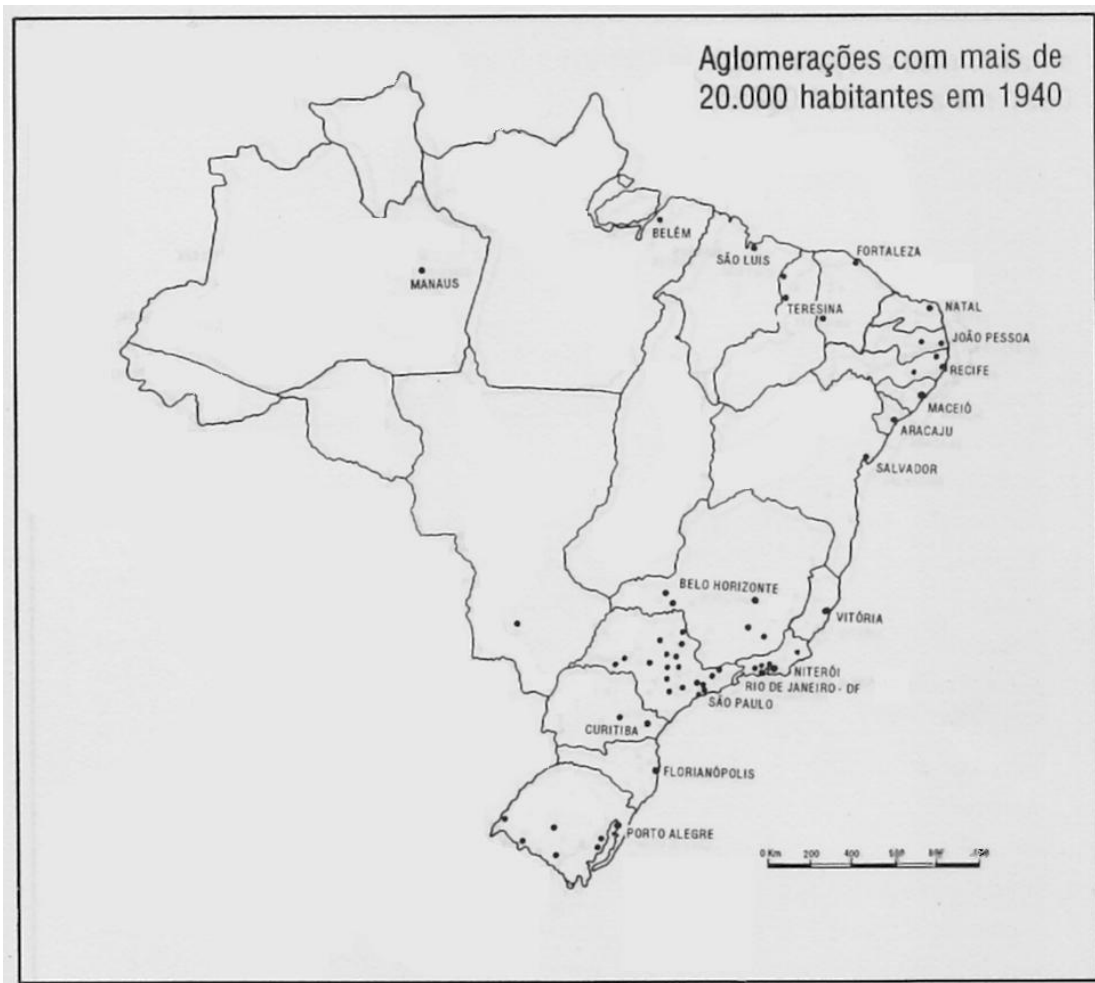 Aglomerações com mais de
20.000 habitantes em 1940
BELÉM
SÃO LUIS
FORTALEZA
MANAUS
TERESINA
NATAL
JOÃO PESSOA
RECIFE
MACEIÓ
ARACAJU
SALVADOR
BELO HORIZONTE
VITÓRIA
NITERÓI
RIO DE JANEIRO - DF
SÃO PAULO
CURITIBA
FLORIANÓPOLIS
PORTO ALEGRE
0 Km 200 400